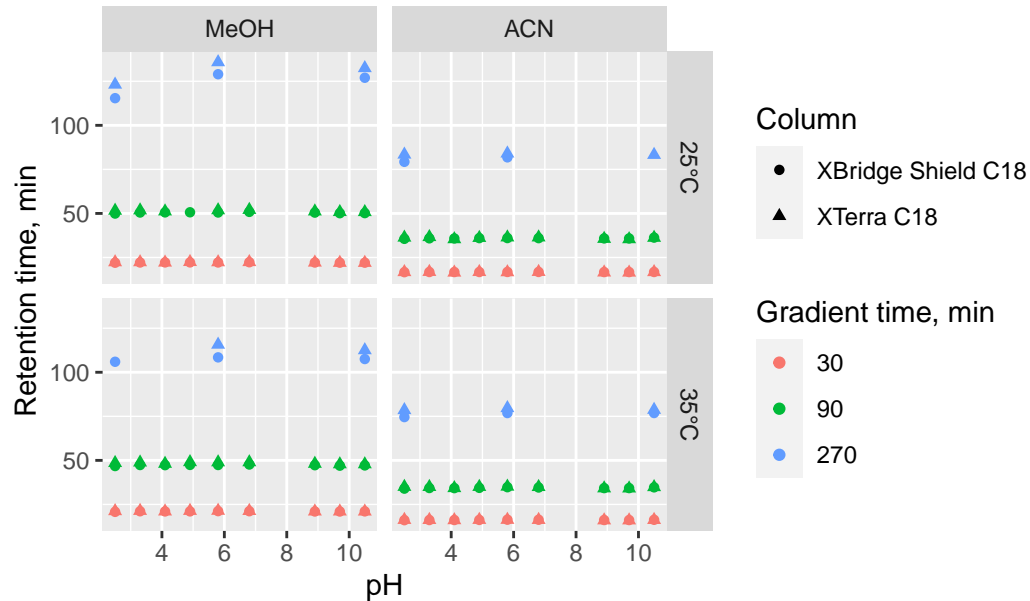 MeOH
ACN
Retention time, min
100
50
25°C
100
50
35°C
4 6 8 10
4 6 8 10
pH
Column
XBridge Shield C18
XTerra C18
Gradient time, min
30
90
270